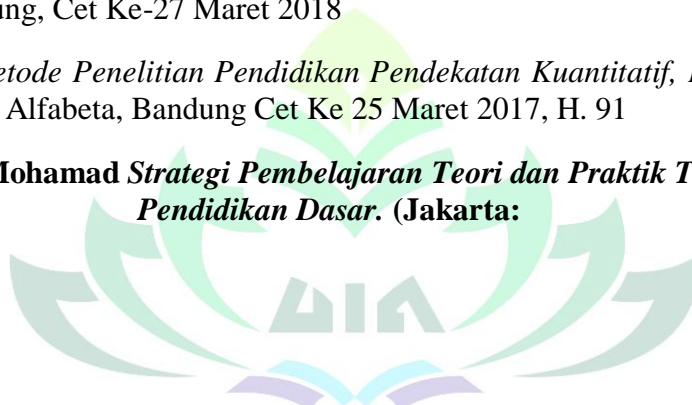 ung, Cet Ke-27 Maret 2018
etode Penelitian Pendidikan Pendekatan Kuantitatif,
Alfabeta, Bandung Cet Ke 25 Maret 2017, H. 91
Mohamad Strategi Pembelajaran Teori dan Praktik T
Pendidikan Dasar. (Jakarta:
UIN